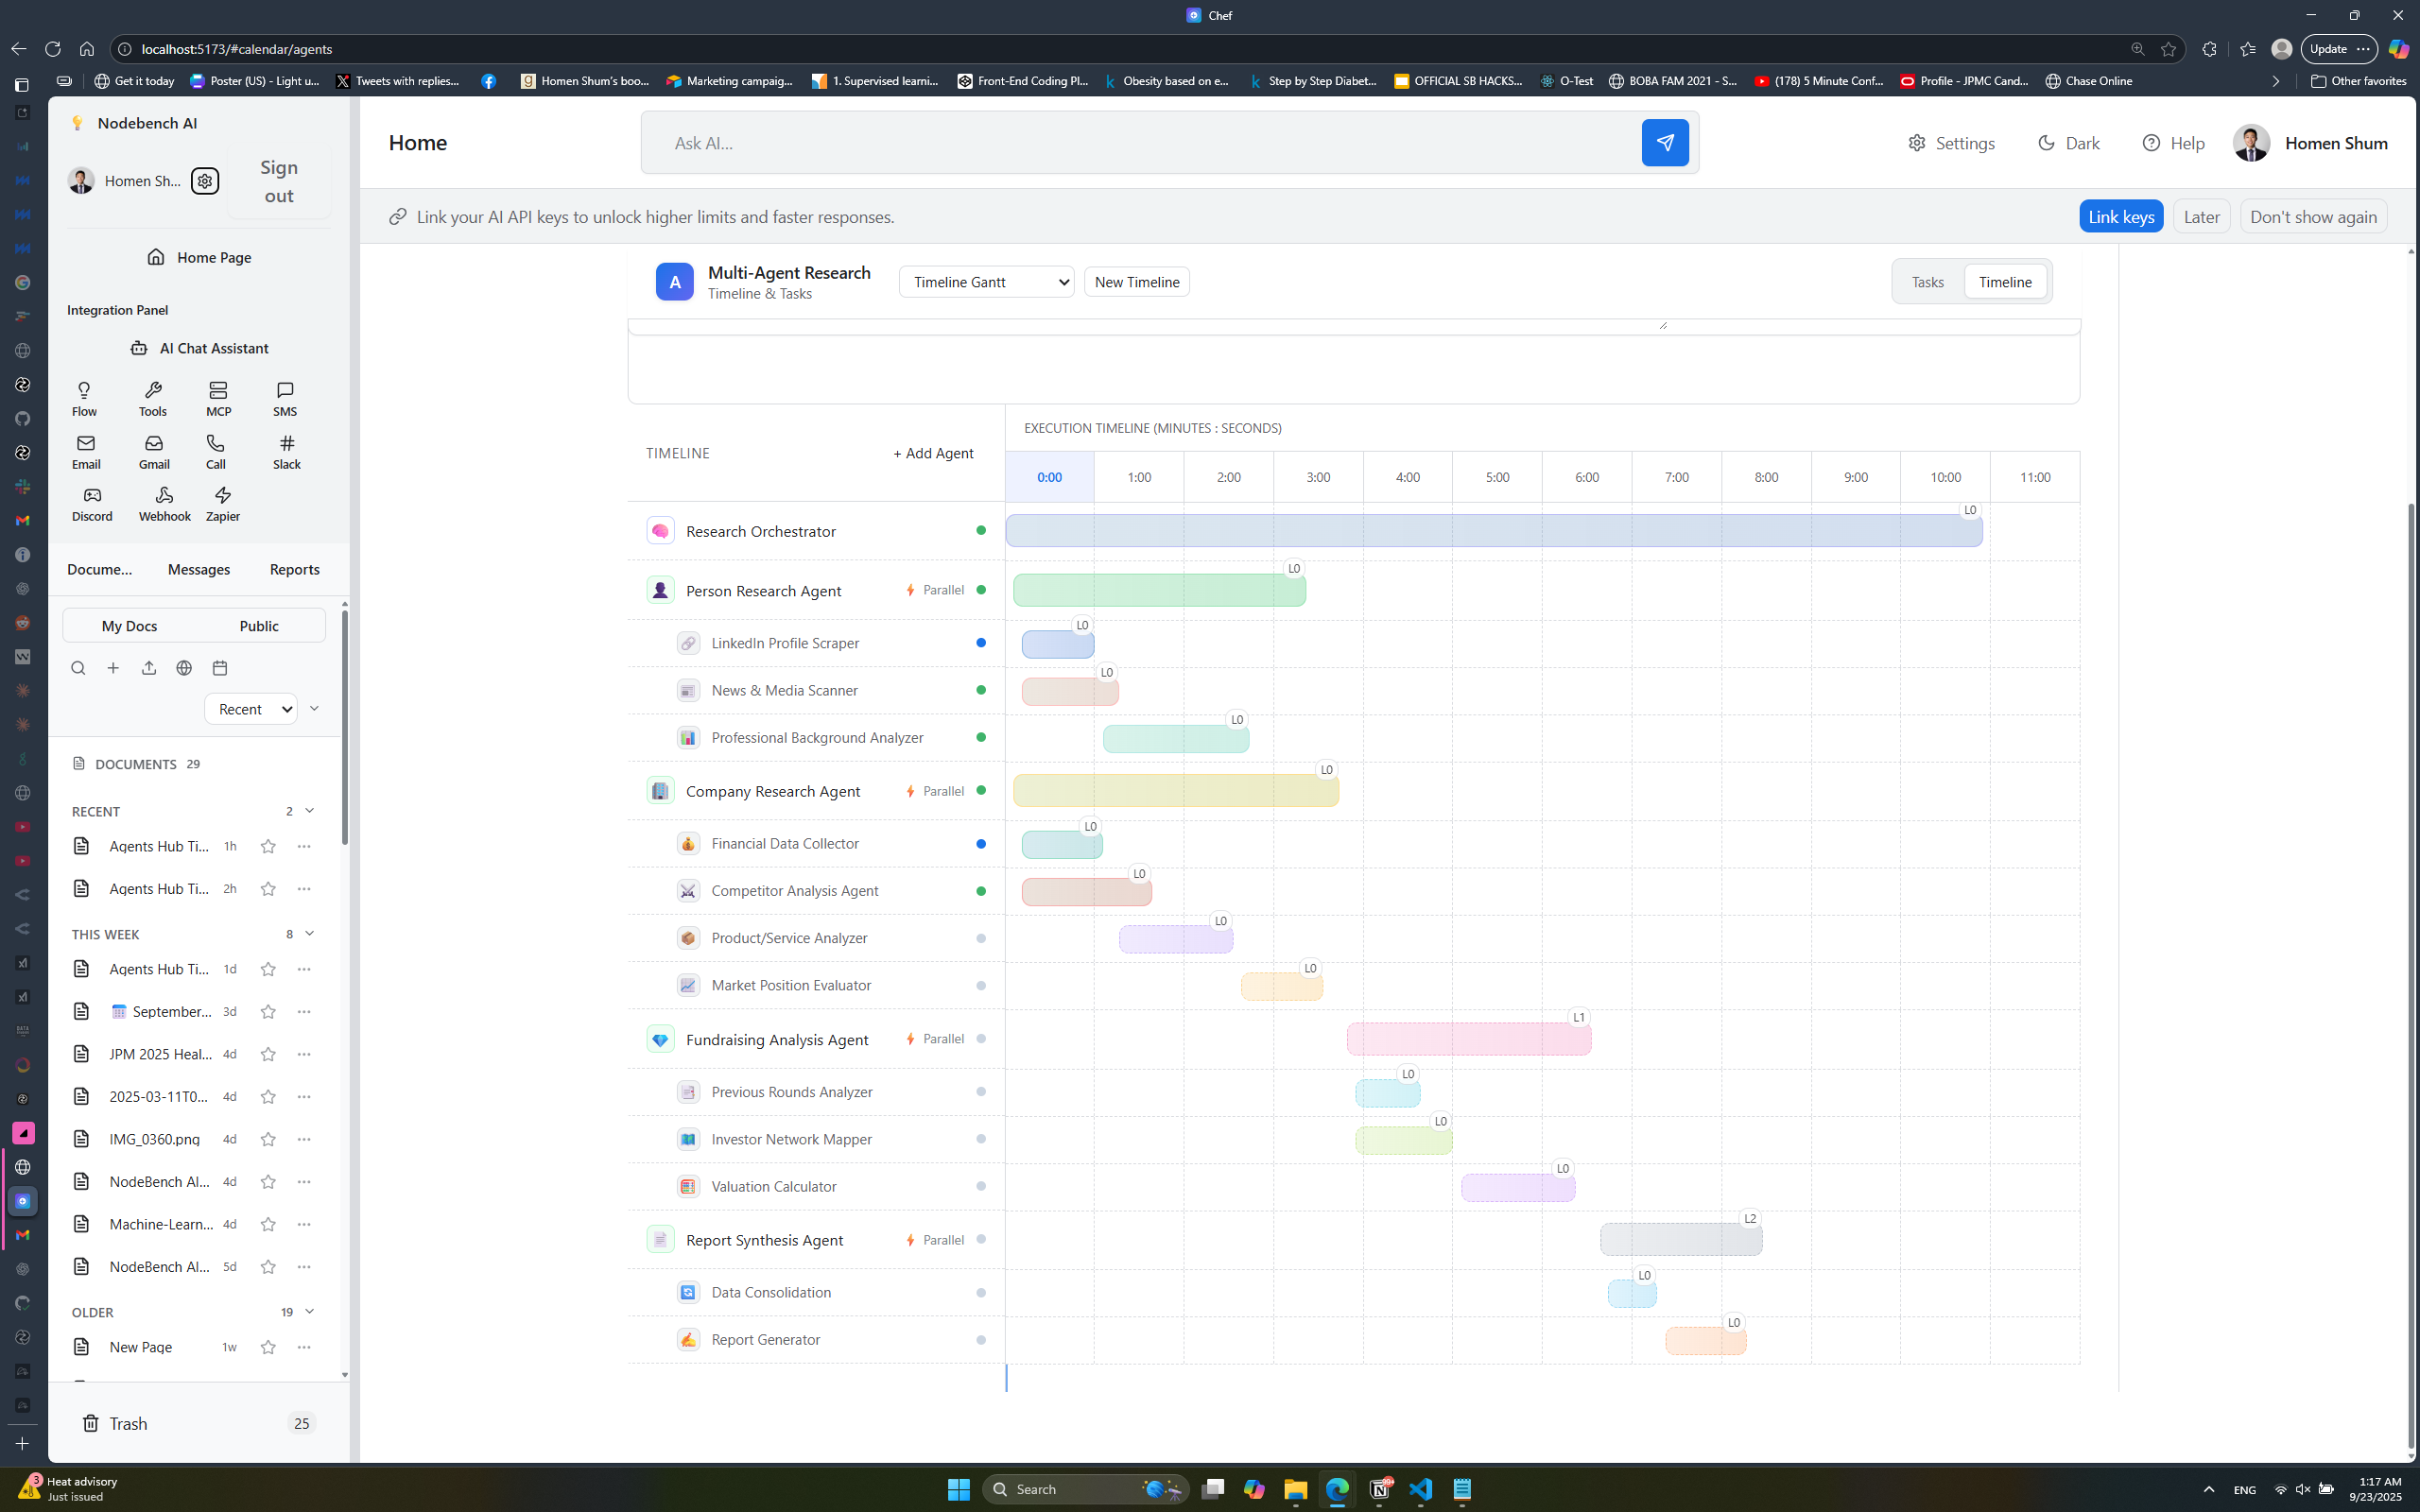 Chef
localhost:5173/#calendar/agents
Update
Get it today
Poster (US) - Light u...
Tweets with replies...
Homen Shum's boo...
Marketing campaig...
1. Supervised learni...
Front-End Coding Pl...
Obesity based on e...
Step by Step Diabet...
OFFICIAL SB HACKS...
O-Test
BOBA FAM 2021 - S...
(178) 5 Minute Conf...
Profile - JPMC Cand...
Chase Online
Other favorites
Nodebench AI
Homen Sh...
Sign
out
Home Page
Integration Panel
AI Chat Assistant
Flow Tools MCP SMS
Email Gmail Call Slack
Discord Webhook Zapier
Docume... Messages Reports
My Docs Public
Recent
DOCUMENTS 29
RECENT 2
Agents Hub Ti... 1h
Agents Hub Ti... 2h
THIS WEEK 8
Agents Hub Ti... 1d
September... 3d
JPM 2025 Heal... 4d
2025-03-11T0... 4d
IMG_0360.png 4d
NodeBench AI... 4d
Machine-Learn... 4d
NodeBench AI... 5d
OLDER 19
New Page 1w
Trash 25
Home
Ask AI...
Settings
Dark
Help
Homen Shum
Link your AI API keys to unlock higher limits and faster responses.
Link keys
Later
Don't show again
A
Multi-Agent Research
Timeline & Tasks
Timeline Gantt
New Timeline
Tasks
Timeline
EXECUTION TIMELINE (MINUTES : SECONDS)
TIMELINE
+ Add Agent
0:00 1:00 2:00 3:00 4:00 5:00 6:00 7:00 8:00 9:00 10:00 11:00
Research Orchestrator L0
Person Research Agent Parallel L0
LinkedIn Profile Scraper L0
News & Media Scanner L0
Professional Background Analyzer L0
Company Research Agent Parallel L0
Financial Data Collector L0
Competitor Analysis Agent L0
Product/Service Analyzer L0
Market Position Evaluator L0
Fundraising Analysis Agent Parallel L1
Previous Rounds Analyzer L0
Investor Network Mapper L0
Valuation Calculator L0
Report Synthesis Agent Parallel L2
Data Consolidation L0
Report Generator L0
3
Heat advisory
Just issued
Search
99+
ENG
1:17 AM
9/23/2025